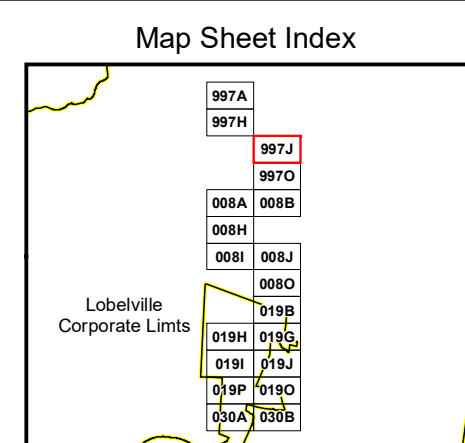 Map Sheet Index
997A
997H
997J
997O
008A 008B
008H
008I 008J
008O
019B
Lobelville
Corporate Limts
019H 019G
019I 019J
019P 019O
030A 030B